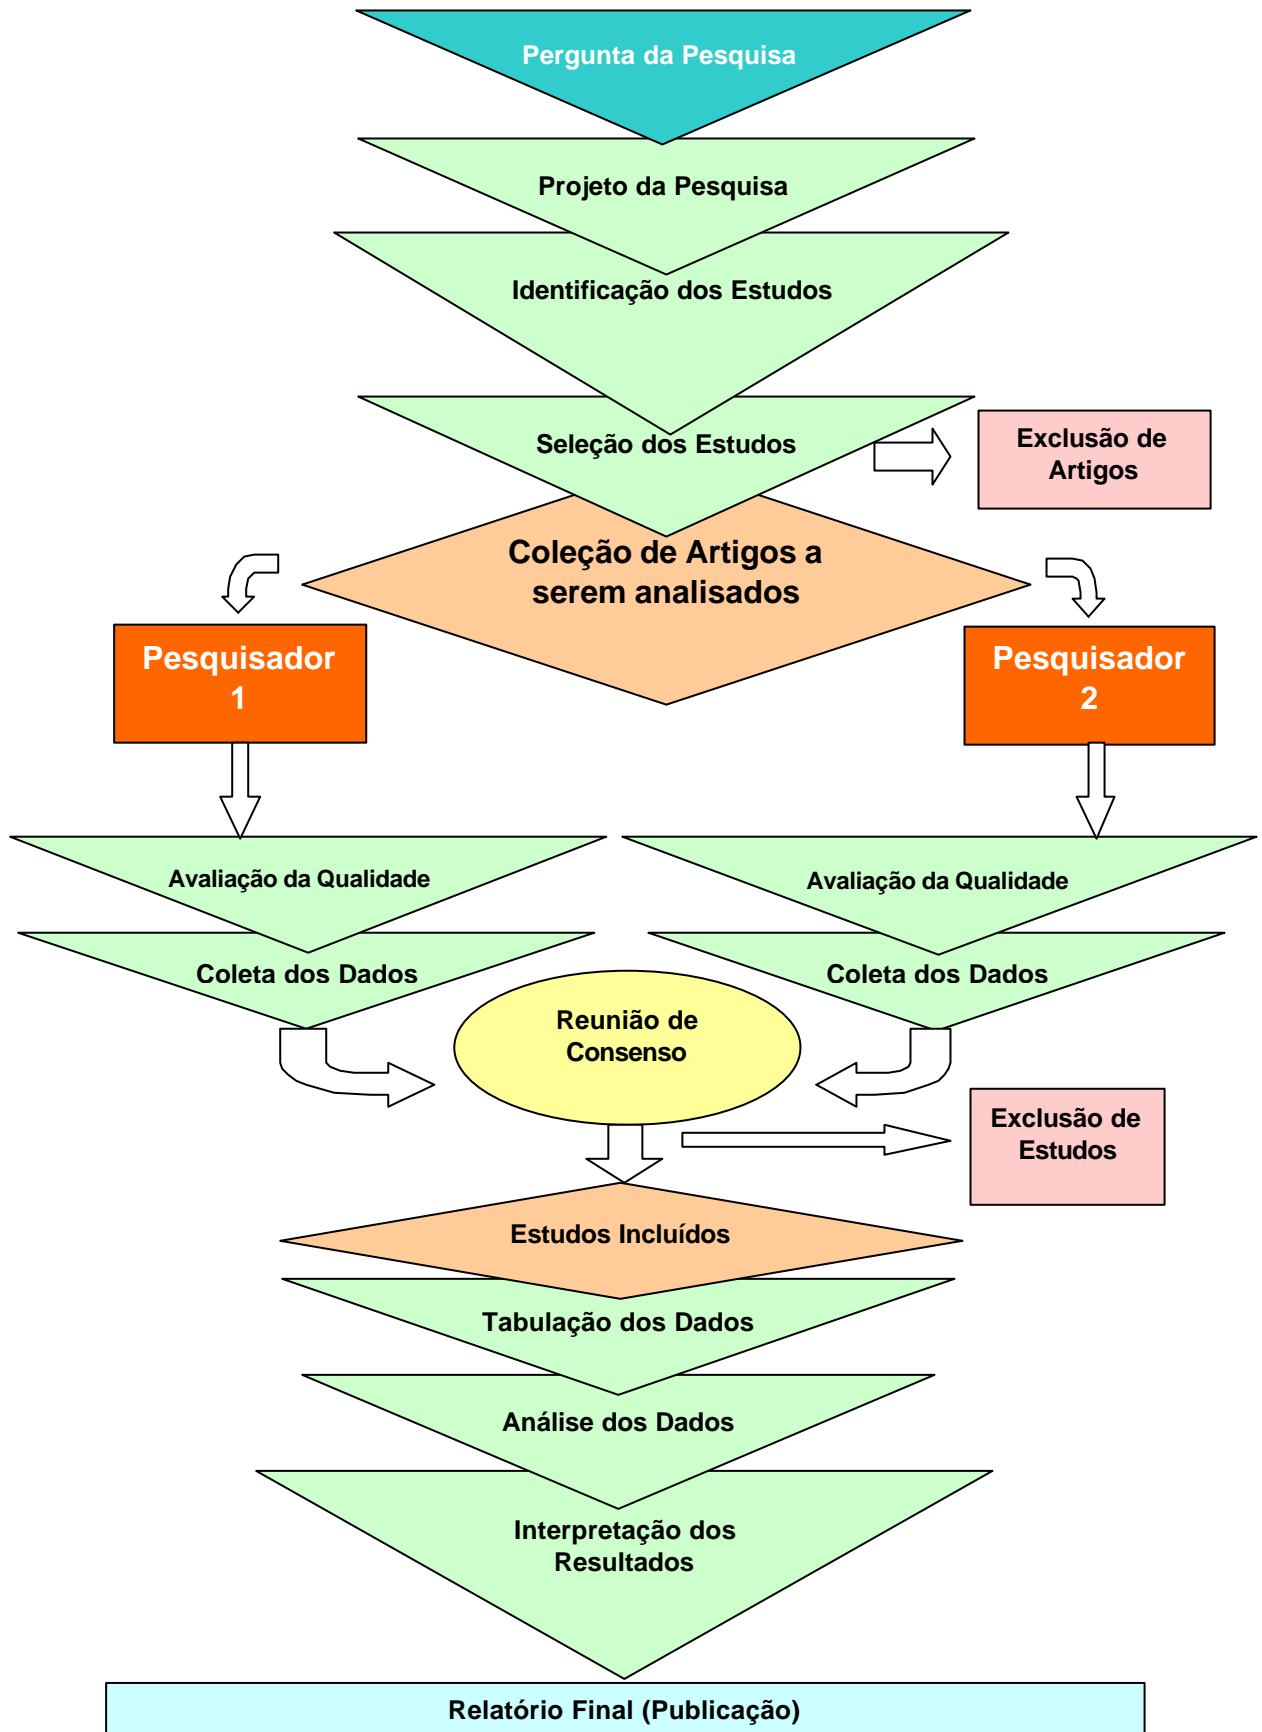 Pergunta da Pesquisa
Projeto da Pesquisa
Identificação dos Estudos
Seleção dos Estudos
Exclusão de
Artigos
Coleção de Artigos a
serem analisados
Pesquisador
1
Pesquisador
2
Avaliação da Qualidade
Avaliação da Qualidade
Coleta dos Dados
Coleta dos Dados
Reunião de
Consenso
Exclusão de
Estudos
Estudos Incluídos
Tabulação dos Dados
Análise dos Dados
Interpretação dos
Resultados
Relatório Final (Publicação)